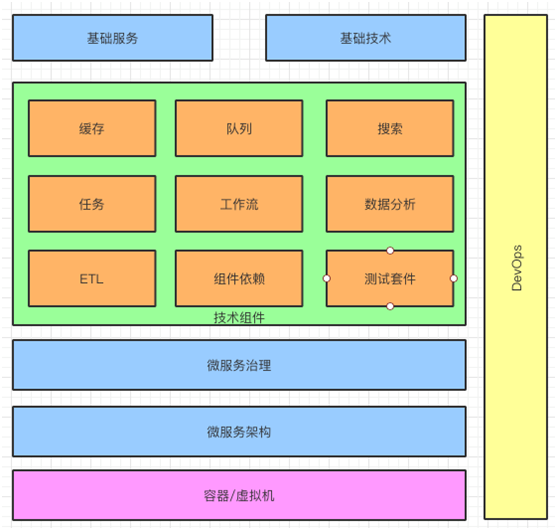 基础服务
基础技术
缓存
队列
搜索
任务
工作流
数据分析
ETL
组件依赖
测试套件
技术组件
微服务治理
微服务架构
容器/虚拟机
DevOps